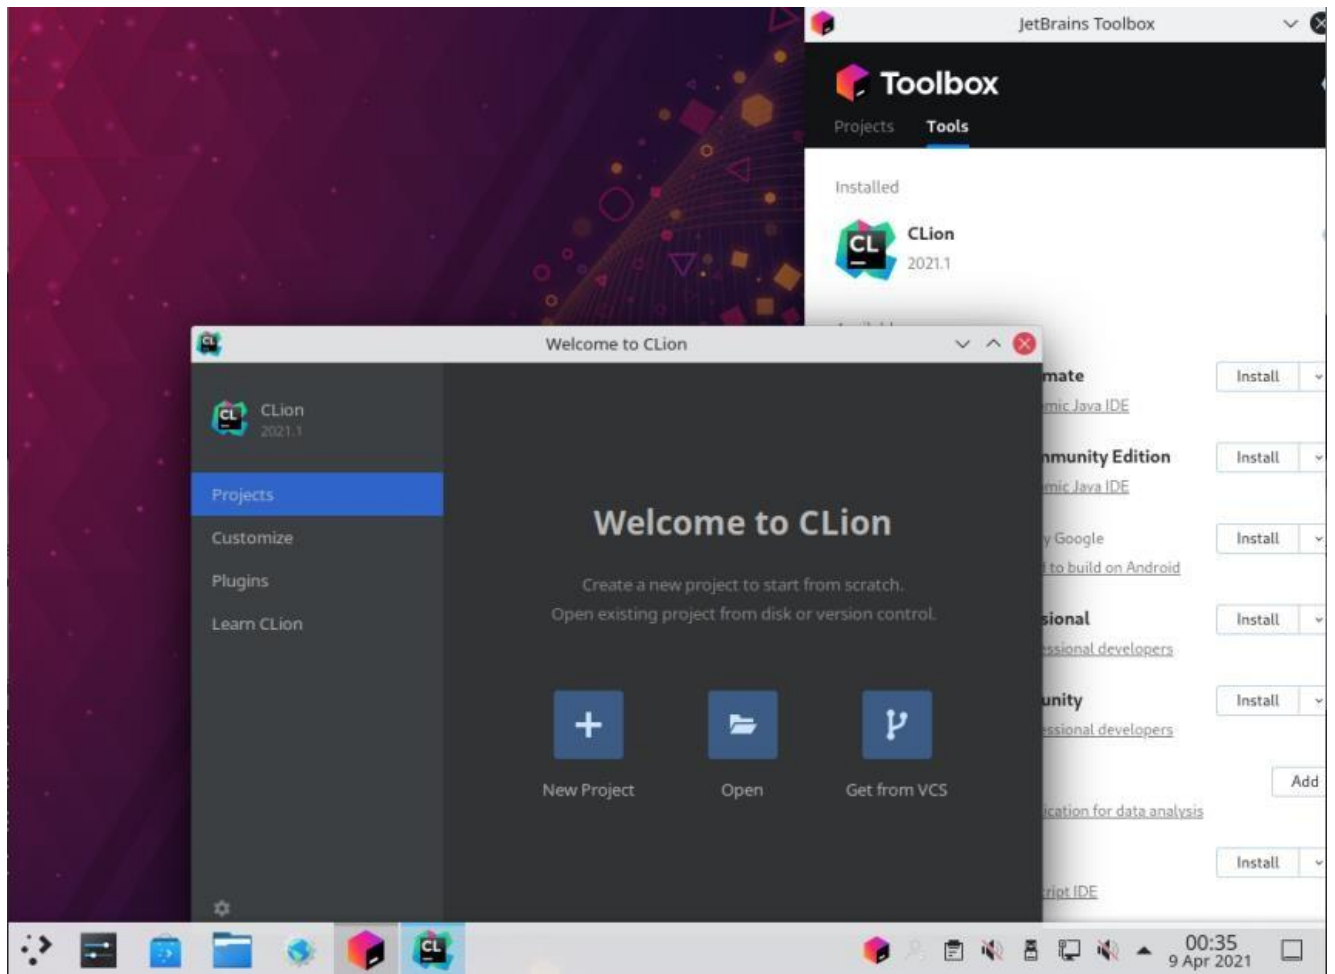 JetBrains Toolbox
Toolbox
Projects Tools
Installed
CL
CLion
2021.1
Welcome to CLion
CL
CLion
2021.1
Projects
Customize
Plugins
Learn CLion
Welcome to CLion
Create a new project to start from scratch.
Open existing project from disk or version control.
New Project
Open
Get from VCS
mate
Install
mic Java IDE
mmunity Edition
Install
mic Java IDE
y Google
Install
to build on Android
sional
Install
essional developers
unity
Install
essional developers
Add
ication for data analysis
Install
ript IDE
CL
00:35
9 Apr 2021